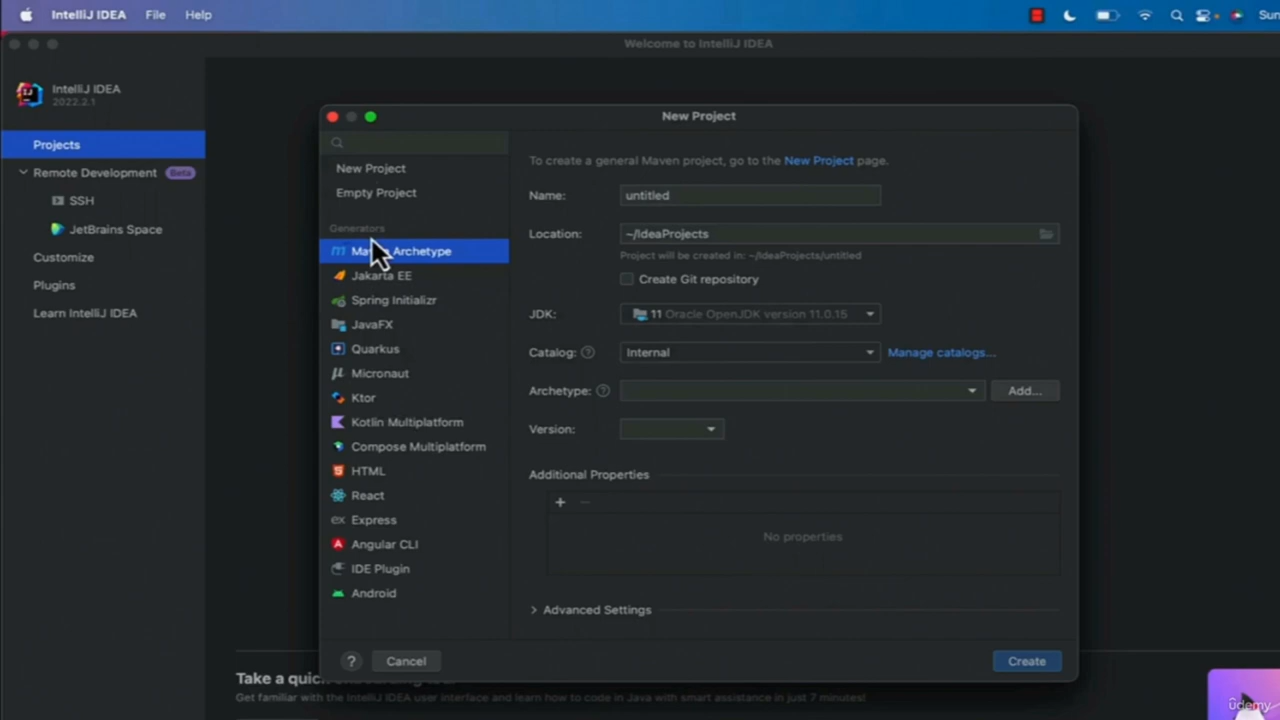 IntelliJ IDEA File Help
Sun
Welcome to IntelliJ IDEA
IntelliJ IDEA
2022.2.1
Projects
Remote Development Beta
SSH
JetBrains Space
Customize
Plugins
Learn IntelliJ IDEA
New Project
New Project
Empty Project
Generators
Maven Archetype
Jakarta EE
Spring Initializr
JavaFX
Quarkus
Micronaut
Ktor
Kotlin Multiplatform
Compose Multiplatform
HTML
React
ex Express
Angular CLI
IDE Plugin
Android
To create a general Maven project, go to the New Project page.
Name: untitled
Location: ~/IdeaProjects
Project will be created in: ~/IdeaProjects/untitled
Create Git repository
JDK: 11 Oracle OpenJDK version 11.0.15
Catalog: ? Internal Manage catalogs...
Archetype: ? Add...
Version:
Additional Properties
+ −
No properties
Advanced Settings
? Cancel Create
Take a quick
Get familiar with the IntelliJ IDEA user interface and learn how to code in Java with smart assistance in just 7 minutes!
ûdemy